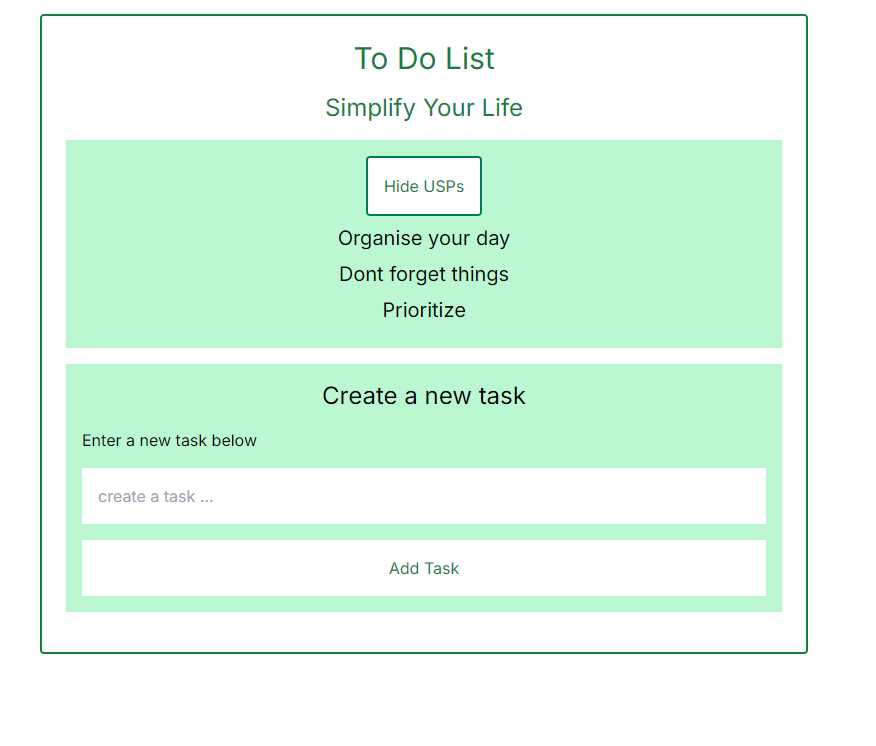 To Do List
Simplify Your Life
Hide USPs
Organise your day
Dont forget things
Prioritize
Create a new task
Enter a new task below
create a task ...
Add Task